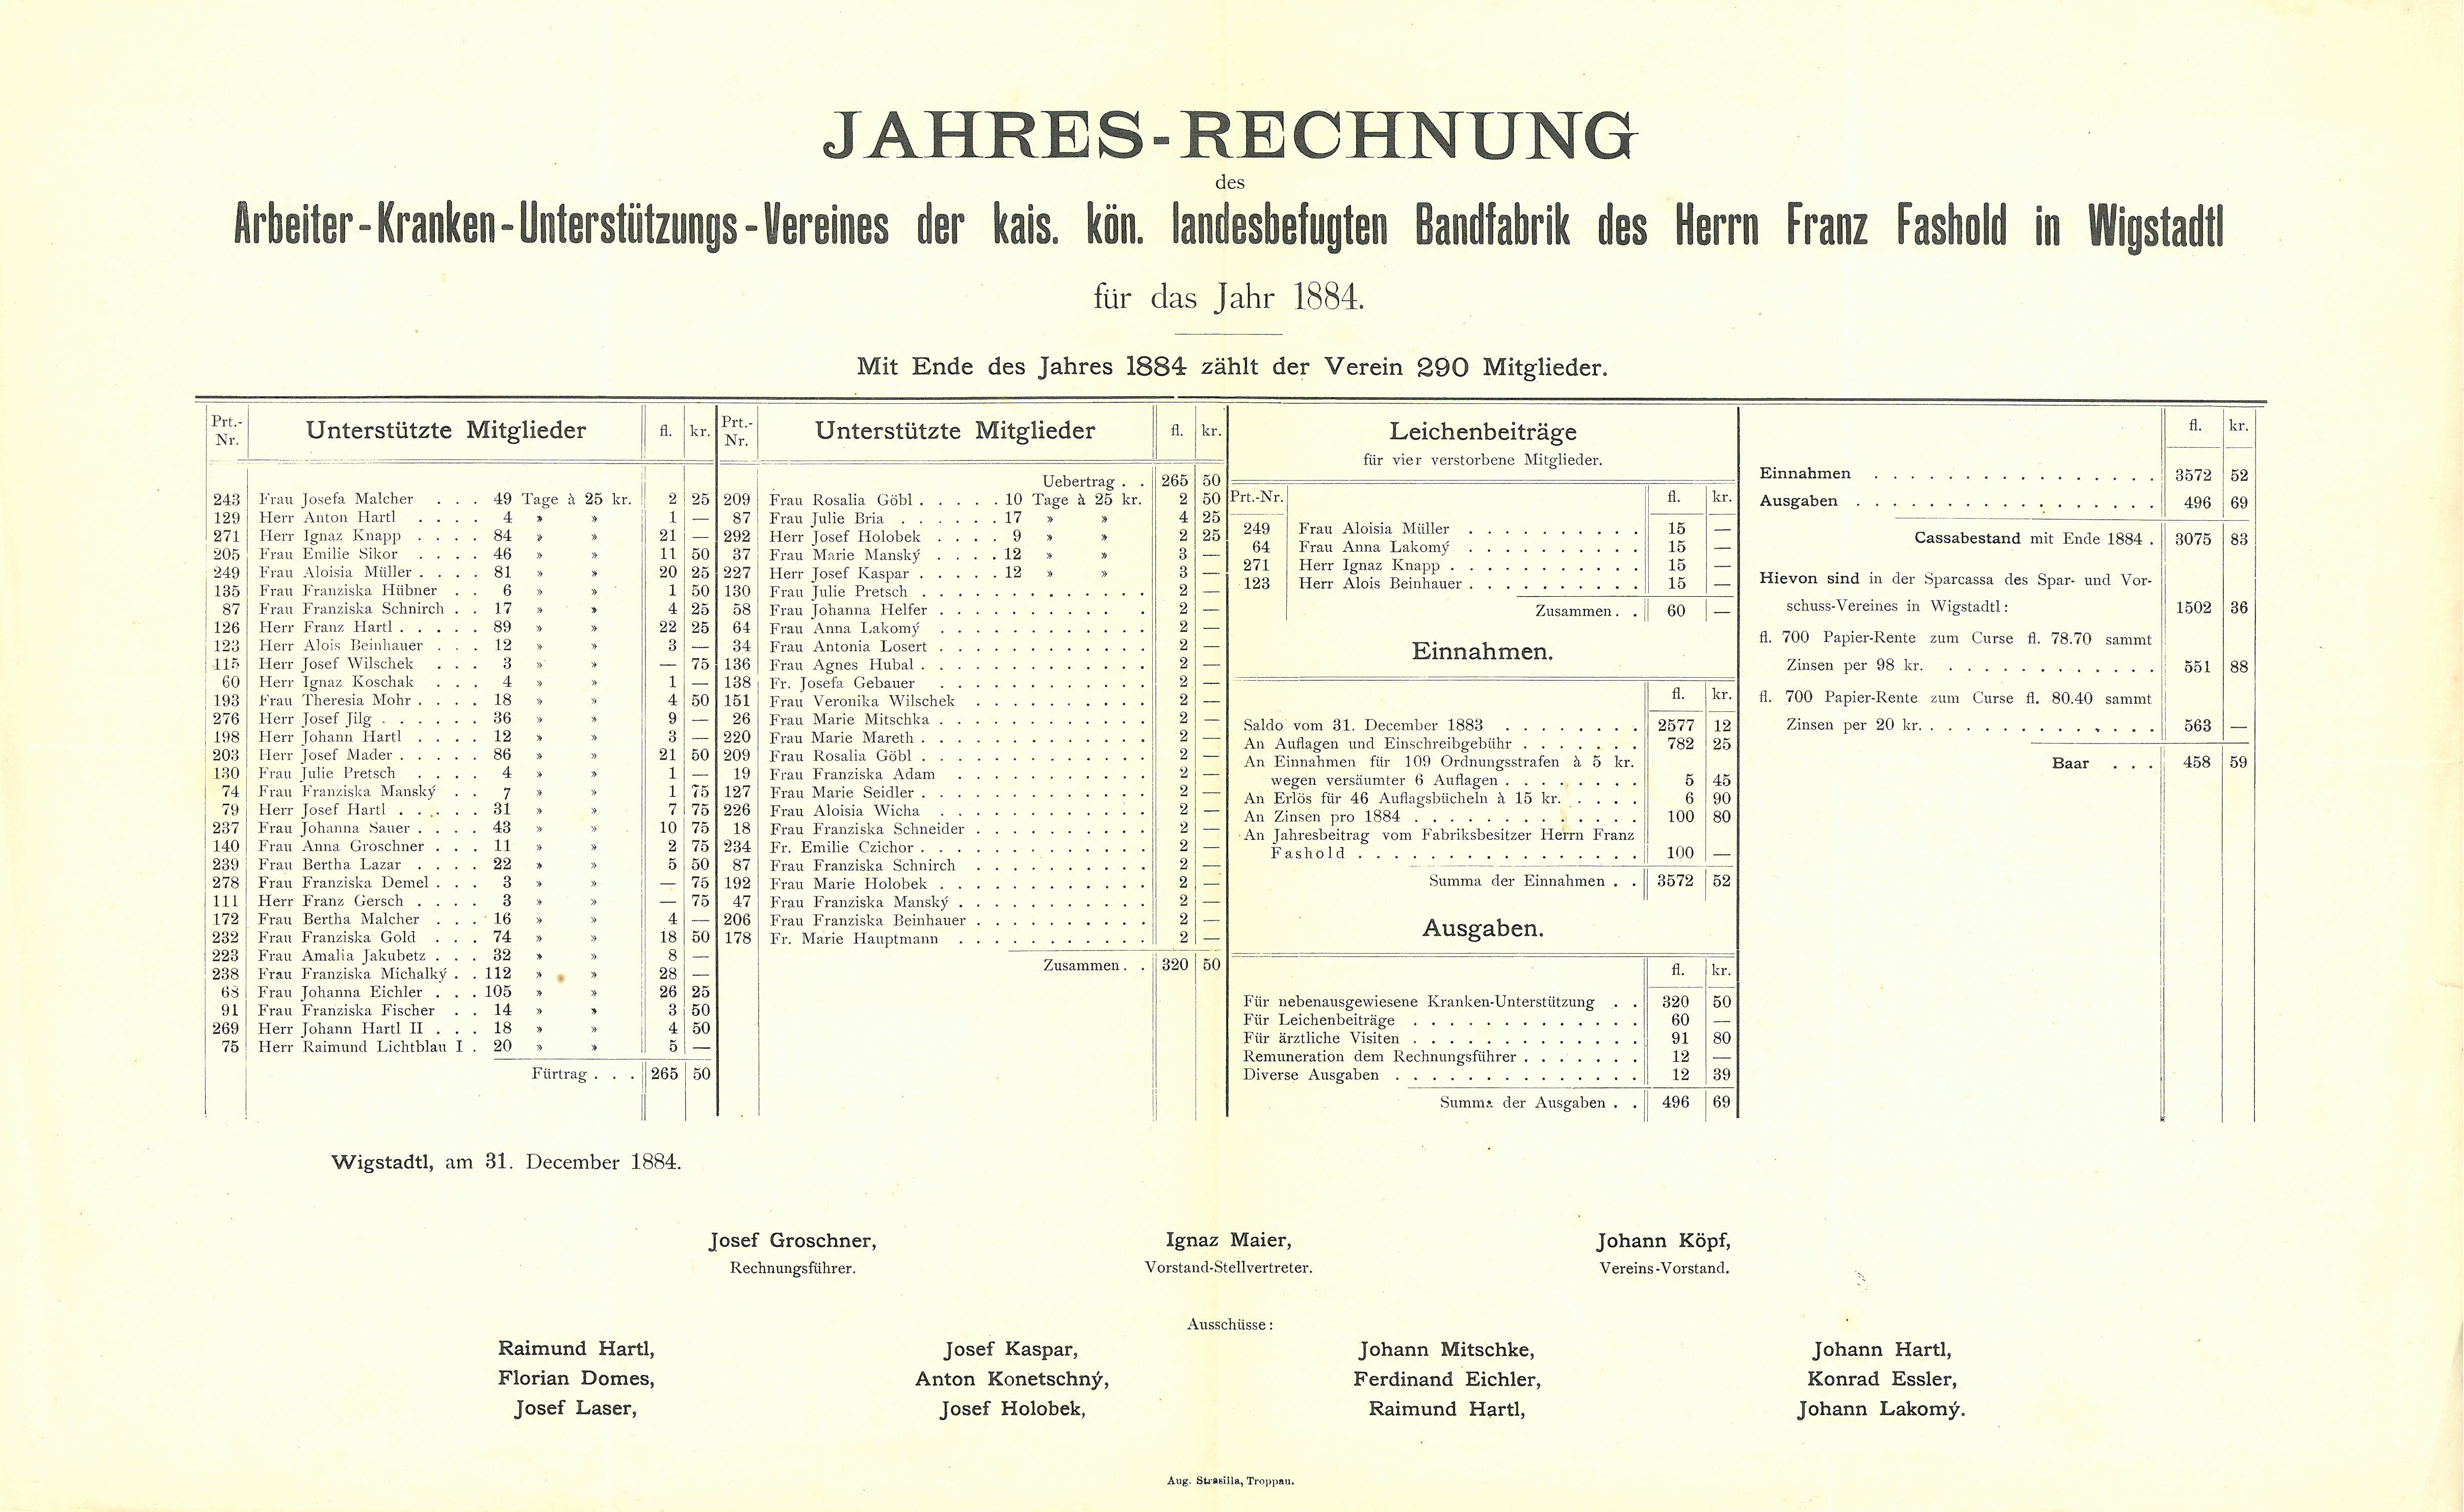 JAHRES-RECHNUNG
des
Arbeiter-Kranken-Unterstützungs-Vereines der kais. kön. landesbefugten Bandfabrik des Herrn Franz Fashold in Wigstadtl
für das Jahr 1884.
Mit Ende des Jahres 1884 zählt der Verein 290 Mitglieder.
Prt.-Nr. Unterstützte Mitglieder fl. kr.
243 Frau Josefa Malcher . . . 49 Tage à 25 kr. 2 25
129 Herr Anton Hartl . . . . 4 » » 1 —
271 Herr Ignaz Knapp . . . . 84 » » 21 —
205 Frau Emilie Sikor . . . . 46 » » 11 50
249 Frau Aloisia Müller . . . . 81 » » 20 25
135 Frau Franziska Hübner . . 6 » » 1 50
87 Frau Franziska Schnirch . . 17 » » 4 25
126 Herr Franz Hartl . . . . . 89 » » 22 25
123 Herr Alois Beinhauer . . . 12 » » 3 —
115 Herr Josef Wilschek . . . 3 » » — 75
60 Herr Ignaz Koschak . . . 4 » » 1 —
193 Frau Theresia Mohr . . . . 18 » » 4 50
276 Herr Josef Jilg . . . . . . 36 » » 9 —
198 Herr Johann Hartl . . . . 12 » » 3 —
203 Herr Josef Mader . . . . . 86 » » 21 50
130 Frau Julie Pretsch . . . . 4 » » 1 —
74 Frau Franziska Manský . . 7 » » 1 75
79 Herr Josef Hartl . . . . . 31 » » 7 75
237 Frau Johanna Sauer . . . . 43 » » 10 75
140 Frau Anna Groschner . . . 11 » » 2 75
239 Frau Bertha Lazar . . . . 22 » » 5 50
278 Frau Franziska Demel . . . 3 » » — 75
111 Herr Franz Gersch . . . . 3 » » — 75
172 Frau Bertha Malcher . . . 16 » » 4 —
232 Frau Franziska Gold . . . 74 » » 18 50
223 Frau Amalia Jakubetz . . . 32 » » 8 —
238 Frau Franziska Michalký . . 112 » » 28 —
68 Frau Johanna Eichler . . . 105 » » 26 25
91 Frau Franziska Fischer . . 14 » » 3 50
269 Herr Johann Hartl II . . . 18 » » 4 50
75 Herr Raimund Lichtblau I . 20 » » 5 —
Fürtrag . . . 265 50
Prt.-Nr. Unterstützte Mitglieder fl. kr.
Uebertrag . . 265 50
209 Frau Rosalia Göbl . . . . . 10 Tage à 25 kr. 2 50
87 Frau Julie Bria . . . . . . 17 » » 4 25
292 Herr Josef Holobek . . . . 9 » » 2 25
37 Frau Marie Manský . . . . 12 » » 3 —
227 Herr Josef Kaspar . . . . . 12 » » 3 —
130 Frau Julie Pretsch . . . . . . . . . . . . . 2 —
58 Frau Johanna Helfer . . . . . . . . . . . 2 —
64 Frau Anna Lakomý . . . . . . . . . . . . 2 —
34 Frau Antonia Losert . . . . . . . . . . . . 2 —
136 Frau Agnes Hubal . . . . . . . . . . . . . 2 —
138 Fr. Josefa Gebauer . . . . . . . . . . . . 2 —
151 Frau Veronika Wilschek . . . . . . . . . . 2 —
26 Frau Marie Mitschka . . . . . . . . . . . . 2 —
220 Frau Marie Mareth . . . . . . . . . . . . . 2 —
209 Frau Rosalia Göbl . . . . . . . . . . . . . 2 —
19 Frau Franziska Adam . . . . . . . . . . . 2 —
127 Frau Marie Seidler . . . . . . . . . . . . . 2 —
226 Frau Aloisia Wicha . . . . . . . . . . . . 2 —
18 Frau Franziska Schneider . . . . . . . . . . 2 —
234 Fr. Emilie Czichor . . . . . . . . . . . . . 2 —
87 Frau Franziska Schnirch . . . . . . . . . . 2 —
192 Frau Marie Holobek . . . . . . . . . . . . 2 —
47 Frau Franziska Manský . . . . . . . . . . . 2 —
206 Frau Franziska Beinhauer . . . . . . . . . . 2 —
178 Fr. Marie Hauptmann . . . . . . . . . . . 2 —
Zusammen . . 320 50
Leichenbeiträge
für vier verstorbene Mitglieder.
Prt.-Nr. fl. kr.
249 Frau Aloisia Müller . . . . . . . . . . 15 —
64 Frau Anna Lakomý . . . . . . . . . . 15 —
271 Herr Ignaz Knapp . . . . . . . . . . . 15 —
123 Herr Alois Beinhauer . . . . . . . . . . 15 —
Zusammen . . 60 —
Einnahmen.
fl. kr.
Saldo vom 31. December 1883 . . . . . . . . 2577 12
An Auflagen und Einschreibgebühr . . . . . . . 782 25
An Einnahmen für 109 Ordnungsstrafen à 5 kr.
wegen versäumter 6 Auflagen . . . . . . . . 5 45
An Erlös für 46 Auflagsbücheln à 15 kr. . . . . 6 90
An Zinsen pro 1884 . . . . . . . . . . . . . 100 80
An Jahresbeitrag vom Fabriksbesitzer Herrn Franz
Fashold . . . . . . . . . . . . . . . . 100 —
Summa der Einnahmen . . 3572 52
Ausgaben.
fl. kr.
Für nebenausgewiesene Kranken-Unterstützung . . 320 50
Für Leichenbeiträge . . . . . . . . . . . . . 60 —
Für ärztliche Visiten . . . . . . . . . . . . . 91 80
Remuneration dem Rechnungsführer . . . . . . . 12 —
Diverse Ausgaben . . . . . . . . . . . . . . 12 39
Summa der Ausgaben . . 496 69
fl. kr.
Einnahmen . . . . . . . . . . . . . . . . 3572 52
Ausgaben . . . . . . . . . . . . . . . . . 496 69
Cassabestand mit Ende 1884 . 3075 83
Hievon sind in der Sparcassa des Spar- und Vor-
schuss-Vereines in Wigstadtl: 1502 36
fl. 700 Papier-Rente zum Curse fl. 78.70 sammt
Zinsen per 98 kr. . . . . . . . . . . . . 551 88
fl. 700 Papier-Rente zum Curse fl. 80.40 sammt
Zinsen per 20 kr. . . . . . . . . . . . . . 563 —
Baar . . . 458 59
Wigstadtl, am 31. December 1884.
Josef Groschner, Ignaz Maier, Johann Köpf,
Rechnungsführer. Vorstand-Stellvertreter. Vereins-Vorstand.
Ausschüsse:
Raimund Hartl, Josef Kaspar, Johann Mitschke, Johann Hartl,
Florian Domes, Anton Konetschný, Ferdinand Eichler, Konrad Essler,
Josef Laser, Josef Holobek, Raimund Hartl, Johann Lakomý.
Aug. Strasilla, Troppau.